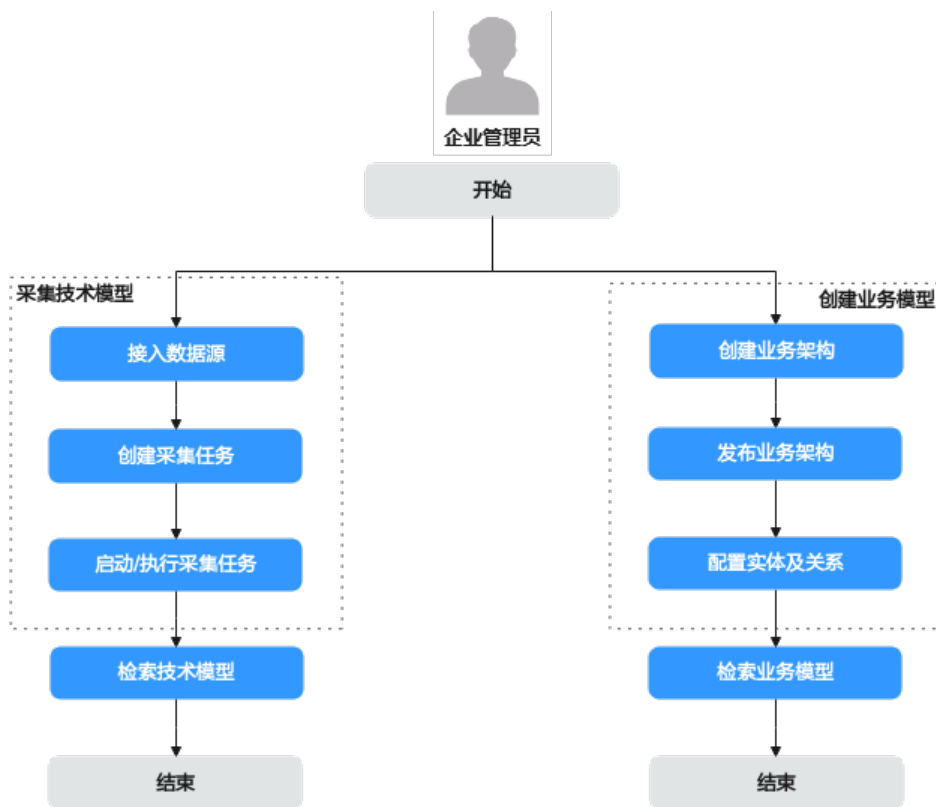 企业管理员
开始
采集技术模型
接入数据源
创建采集任务
启动/执行采集任务
检索技术模型
结束
创建业务模型
创建业务架构
发布业务架构
配置实体及关系
检索业务模型
结束